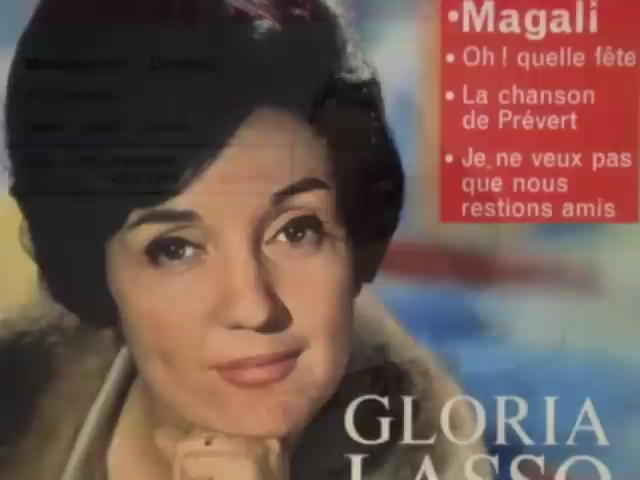 •Magali
• Oh! quelle fête
• La chanson
de Prévert
• Je ne veux pas
que nous
restions amis
GLORIA
LASSO